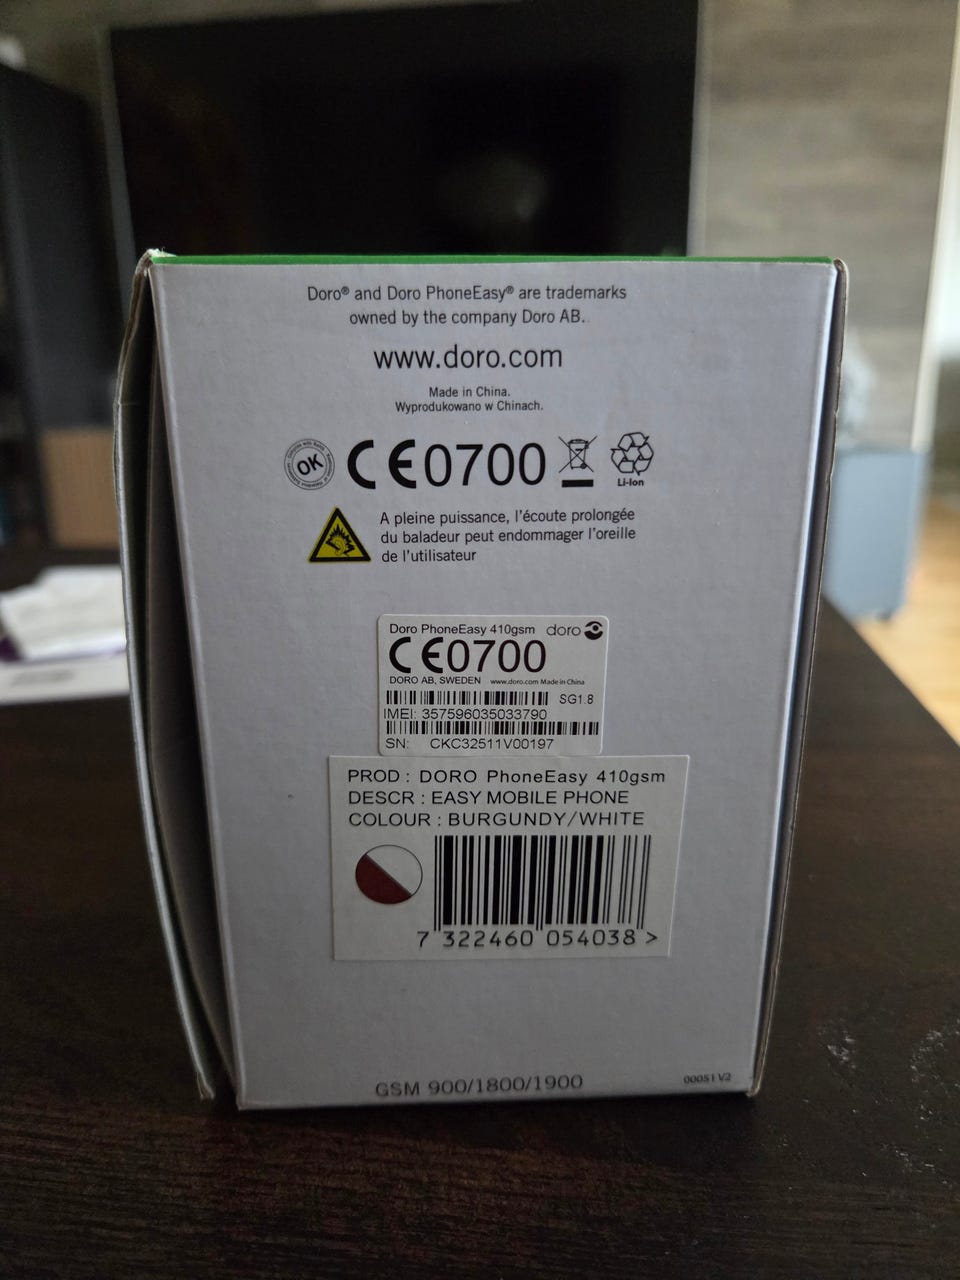 Doro® and Doro PhoneEasy® are trademarks
owned by the company Doro AB.
www.doro.com
Made in China.
Wyprodukowano w Chinach.
OK
CE0700
Li-Ion
A pleine puissance, l'écoute prolongée
du baladeur peut endommager l'oreille
de l'utilisateur
Doro PhoneEasy 410gsm doro
CE0700
DORO AB, SWEDEN www.doro.com Made in China
SG1.8
IMEI: 357596035033790
SN: CKC32511V00197
PROD : DORO PhoneEasy 410gsm
DESCR : EASY MOBILE PHONE
COLOUR : BURGUNDY/WHITE
7 322460 054038 >
GSM 900/1800/1900